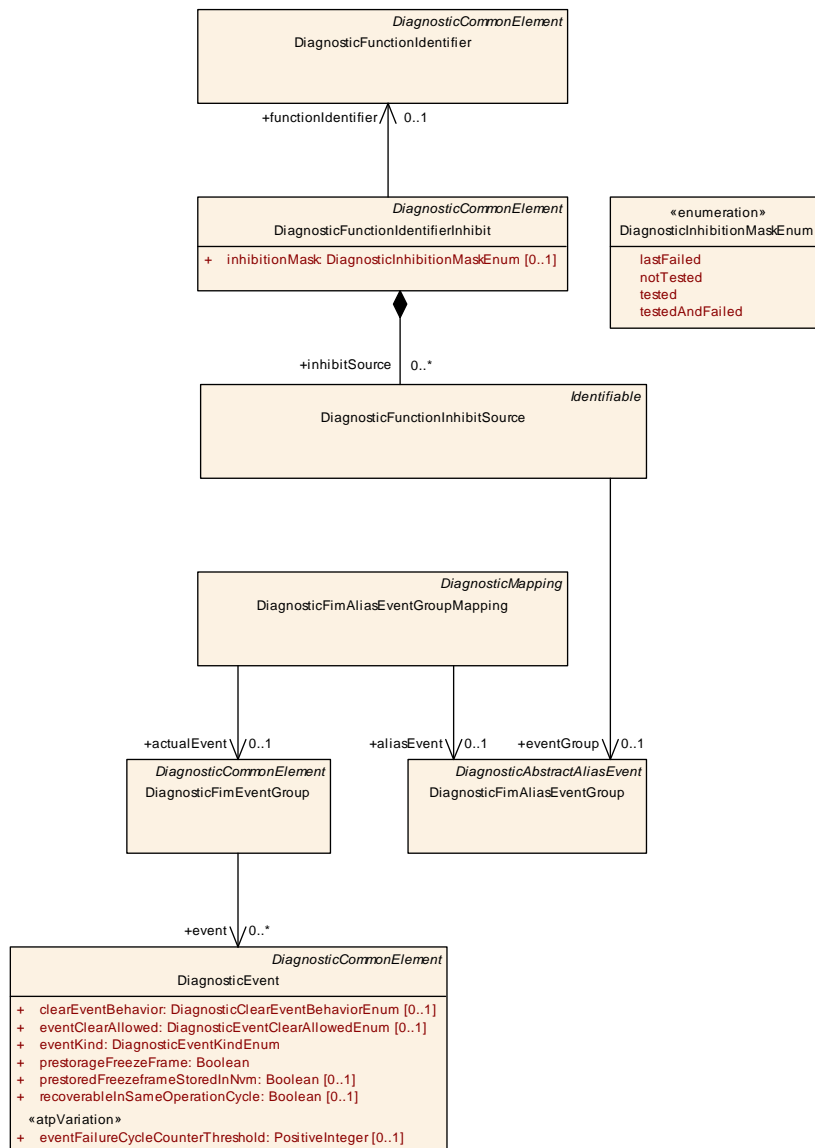 DiagnosticCommonElement
DiagnosticFunctionIdentifier
+functionIdentifier 0..1
DiagnosticCommonElement
DiagnosticFunctionIdentifierInhibit
+ inhibitionMask: DiagnosticInhibitionMaskEnum [0..1]
«enumeration»
DiagnosticInhibitionMaskEnum
lastFailed
notTested
tested
testedAndFailed
+inhibitSource 0..*
Identifiable
DiagnosticFunctionInhibitSource
DiagnosticMapping
DiagnosticFimAliasEventGroupMapping
+actualEvent 0..1 +aliasEvent 0..1 +eventGroup 0..1
DiagnosticCommonElement
DiagnosticFimEventGroup
DiagnosticAbstractAliasEvent
DiagnosticFimAliasEventGroup
+event 0..*
DiagnosticCommonElement
DiagnosticEvent
+ clearEventBehavior: DiagnosticClearEventBehaviorEnum [0..1]
+ eventClearAllowed: DiagnosticEventClearAllowedEnum [0..1]
+ eventKind: DiagnosticEventKindEnum
+ prestorageFreezeFrame: Boolean
+ prestoredFreezeframeStoredInNvm: Boolean [0..1]
+ recoverableInSameOperationCycle: Boolean [0..1]
«atpVariation»
+ eventFailureCycleCounterThreshold: PositiveInteger [0..1]